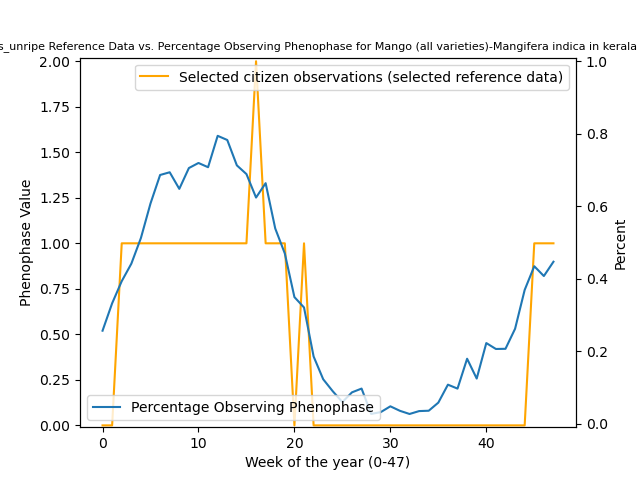 s_unripe Reference Data vs. Percentage Observing Phenophase for Mango (all varieties)-Mangifera indica in kerala
Selected citizen observations (selected reference data)
Percentage Observing Phenophase
Phenophase Value
2.00
1.75
1.50
1.25
1.00
0.75
0.50
0.25
0.00
1.0
0.8
0.6
0.4
0.2
0.0
Percent
0 10 20 30 40
Week of the year (0-47)